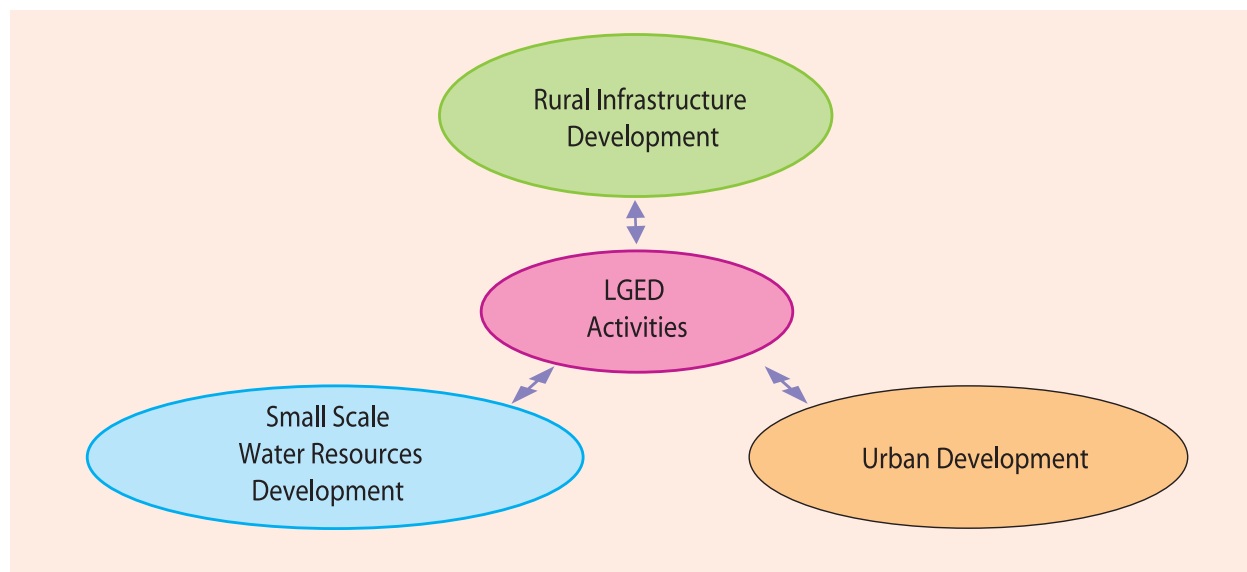 Rural Infrastructure
Development
LGED
Activities
Small Scale
Water Resources
Development
Urban Development